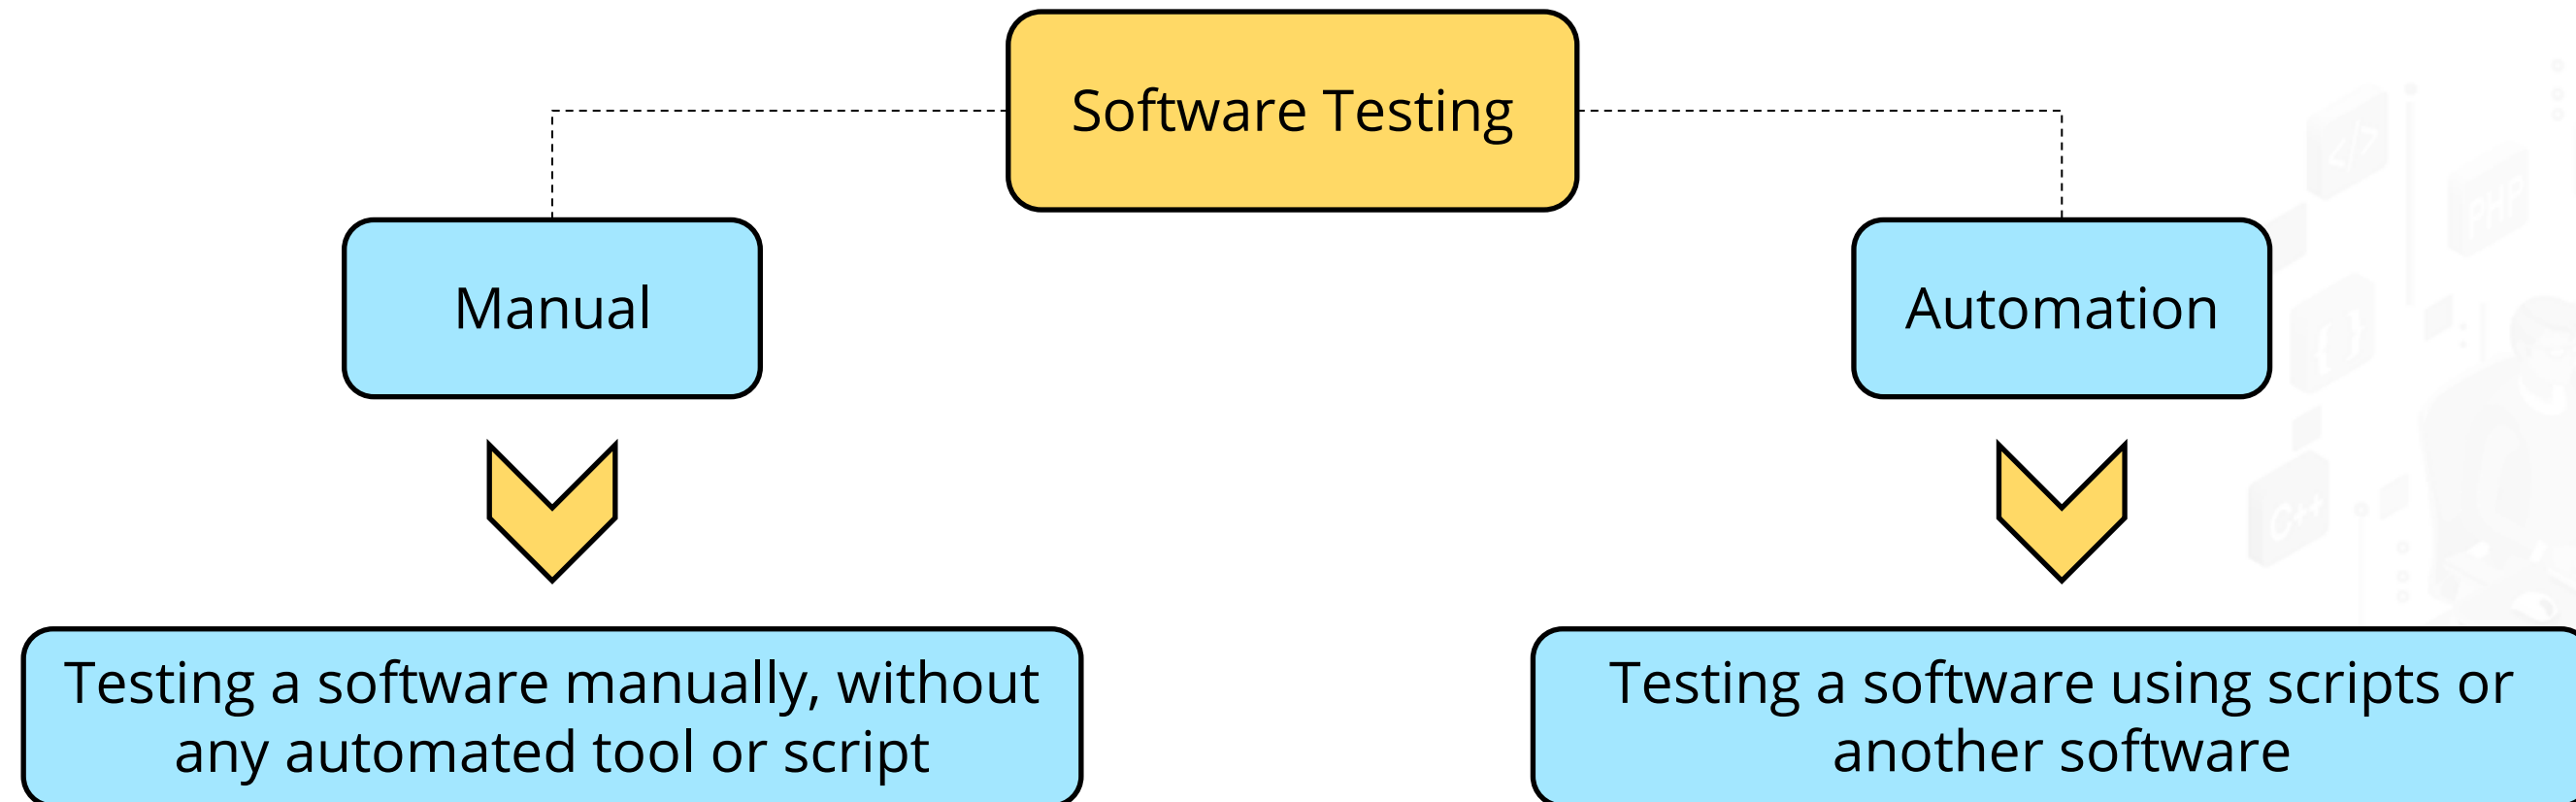 Software Testing
Manual
Automation
Testing a software manually, without
any automated tool or script
Testing a software using scripts or
another software
</>
PHP
{ }
C++